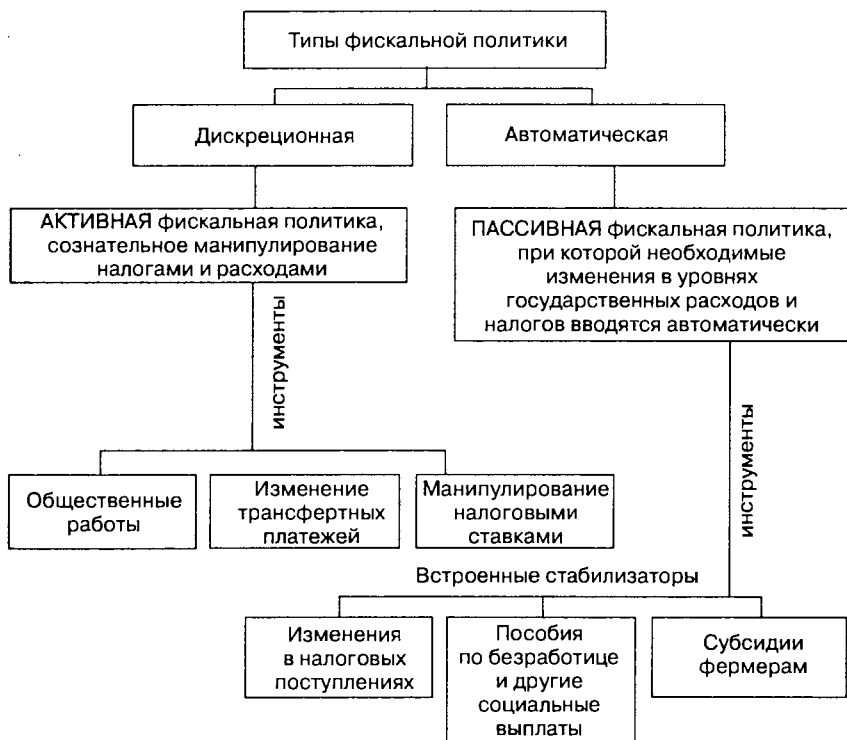 Типы фискальной политики
Дискреционная
Автоматическая
АКТИВНАЯ фискальная политика,
сознательное манипулирование
налогами и расходами
ПАССИВНАЯ фискальная политика,
при которой необходимые
изменения в уровнях
государственных расходов и
налогов вводятся автоматически
инструменты
инструменты
Общественные
работы
Изменение
трансфертных
платежей
Манипулирование
налоговыми
ставками
Встроенные стабилизаторы
Изменения
в налоговых
поступлениях
Пособия
по безработице
и другие
социальные
выплаты
Субсидии
фермерам